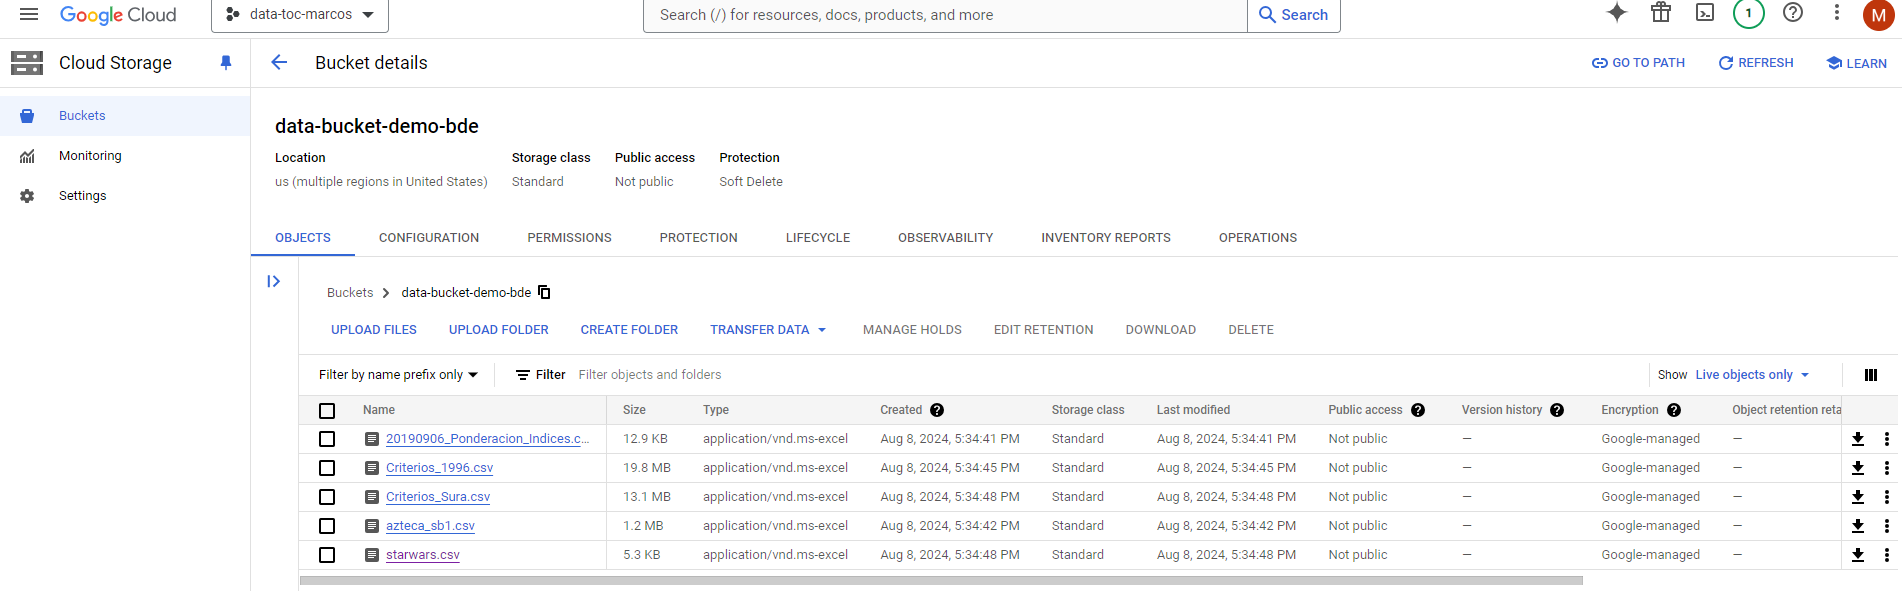 Google Cloud data-toc-marcos Search (/) for resources, docs, products, and more Search 1 M
Cloud Storage Bucket details GO TO PATH REFRESH LEARN
Buckets
Monitoring
Settings
data-bucket-demo-bde
Location Storage class Public access Protection
us (multiple regions in United States) Standard Not public Soft Delete
OBJECTS CONFIGURATION PERMISSIONS PROTECTION LIFECYCLE OBSERVABILITY INVENTORY REPORTS OPERATIONS
Buckets data-bucket-demo-bde
UPLOAD FILES UPLOAD FOLDER CREATE FOLDER TRANSFER DATA MANAGE HOLDS EDIT RETENTION DOWNLOAD DELETE
Filter by name prefix only Filter Filter objects and folders Show Live objects only
Name Size Type Created Storage class Last modified Public access Version history Encryption Object retention reta
20190906_Ponderacion_Indices.c... 12.9 KB application/vnd.ms-excel Aug 8, 2024, 5:34:41 PM Standard Aug 8, 2024, 5:34:41 PM Not public — Google-managed —
Criterios_1996.csv 19.8 MB application/vnd.ms-excel Aug 8, 2024, 5:34:45 PM Standard Aug 8, 2024, 5:34:45 PM Not public — Google-managed —
Criterios_Sura.csv 13.1 MB application/vnd.ms-excel Aug 8, 2024, 5:34:48 PM Standard Aug 8, 2024, 5:34:48 PM Not public — Google-managed —
azteca_sb1.csv 1.2 MB application/vnd.ms-excel Aug 8, 2024, 5:34:42 PM Standard Aug 8, 2024, 5:34:42 PM Not public — Google-managed —
starwars.csv 5.3 KB application/vnd.ms-excel Aug 8, 2024, 5:34:48 PM Standard Aug 8, 2024, 5:34:48 PM Not public — Google-managed —